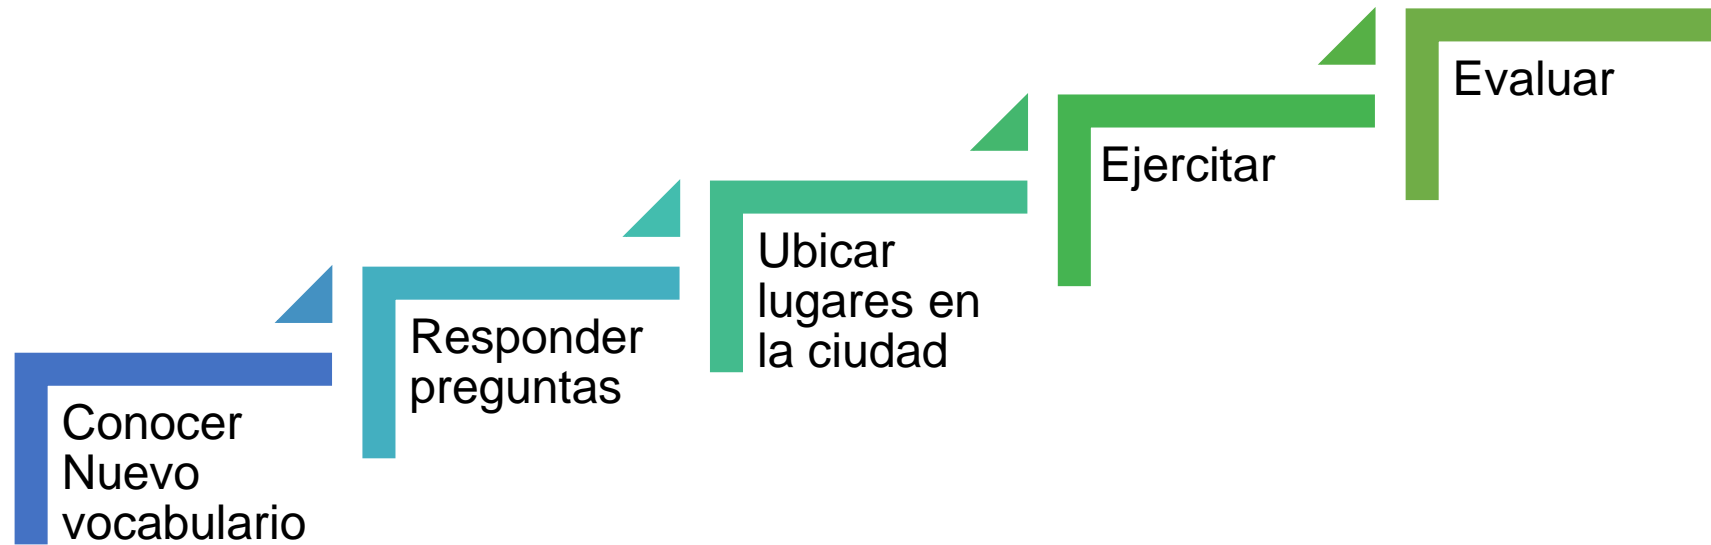 Conocer
Nuevo
vocabulario
Responder
preguntas
Ubicar
lugares en
la ciudad
Ejercitar
Evaluar